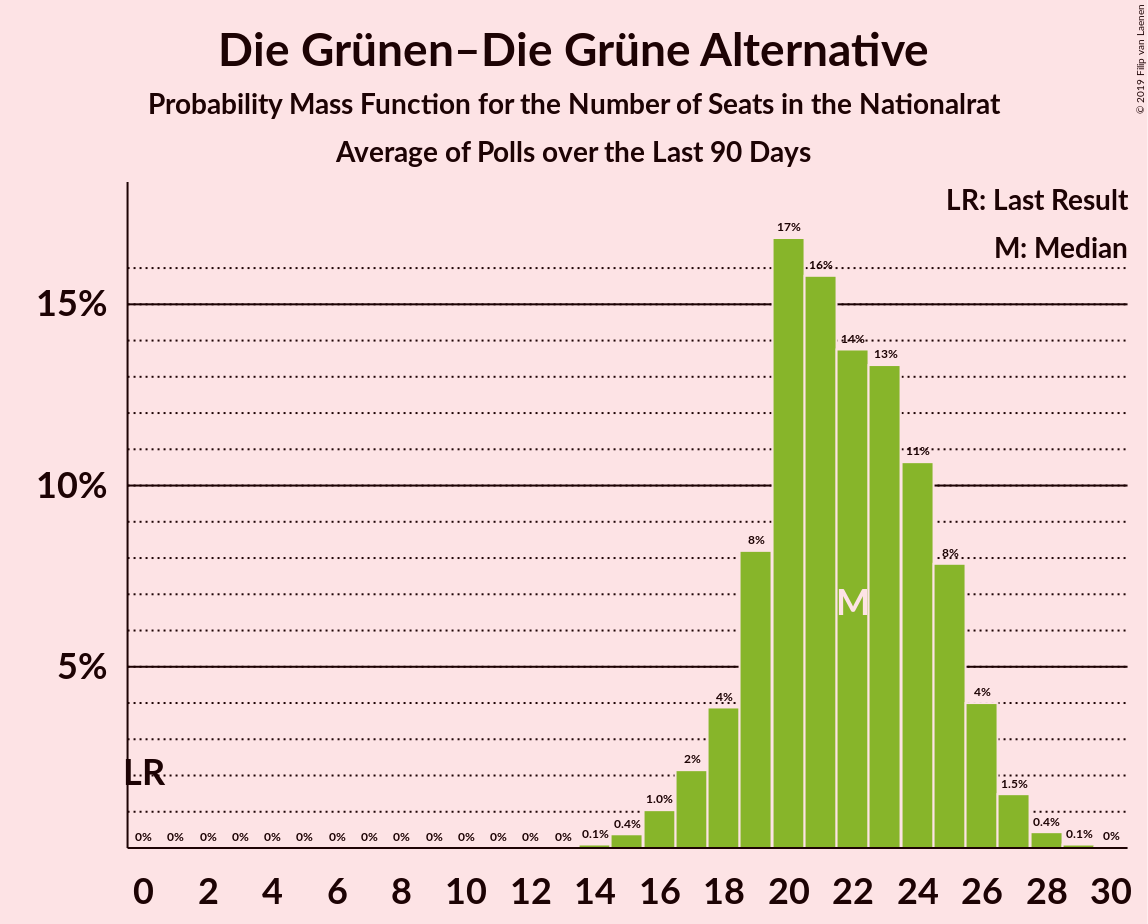 Die Grünen–Die Grüne Alternative
Probability Mass Function for the Number of Seats in the Nationalrat
Average of Polls over the Last 90 Days
© 2019 Filip van Laenen
LR: Last Result
M: Median
17%
16%
15%
14%
13%
11%
10%
8%
8%
M
5%
4%
4%
2%
1.5%
LR
1.0%
0.4%
0.4%
0% 0% 0% 0% 0% 0% 0% 0% 0% 0% 0% 0% 0% 0% 0.1% 0.1% 0%
0 2 4 6 8 10 12 14 16 18 20 22 24 26 28 30